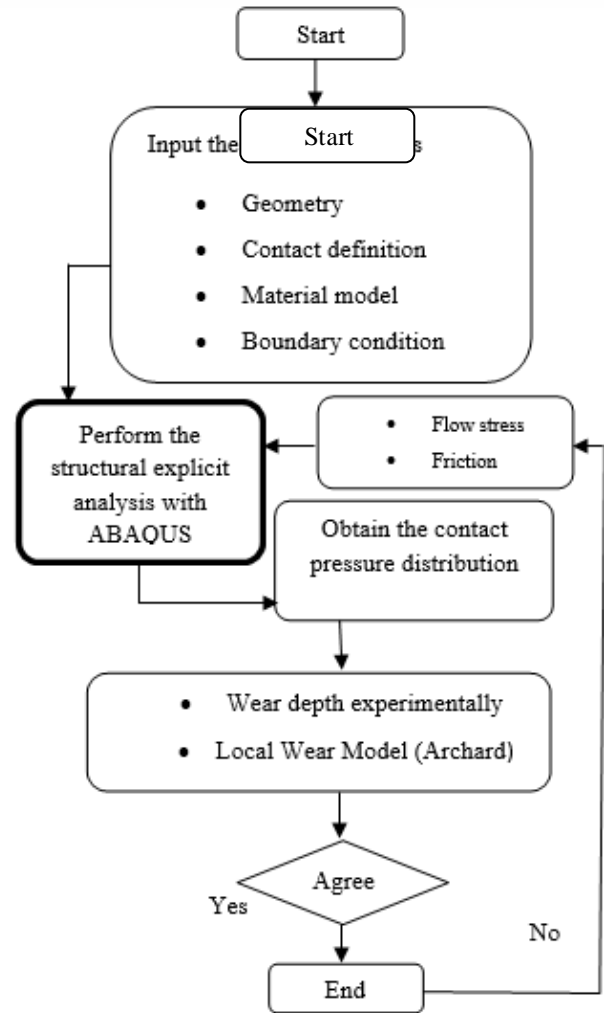 Start
Input the
Start
s
• Geometry
• Contact definition
• Material model
• Boundary condition
Perform the
structural explicit
analysis with
ABAQUS
• Flow stress
• Friction
Obtain the contact
pressure distribution
• Wear depth experimentally
• Local Wear Model (Archard)
Agree
Yes
No
End